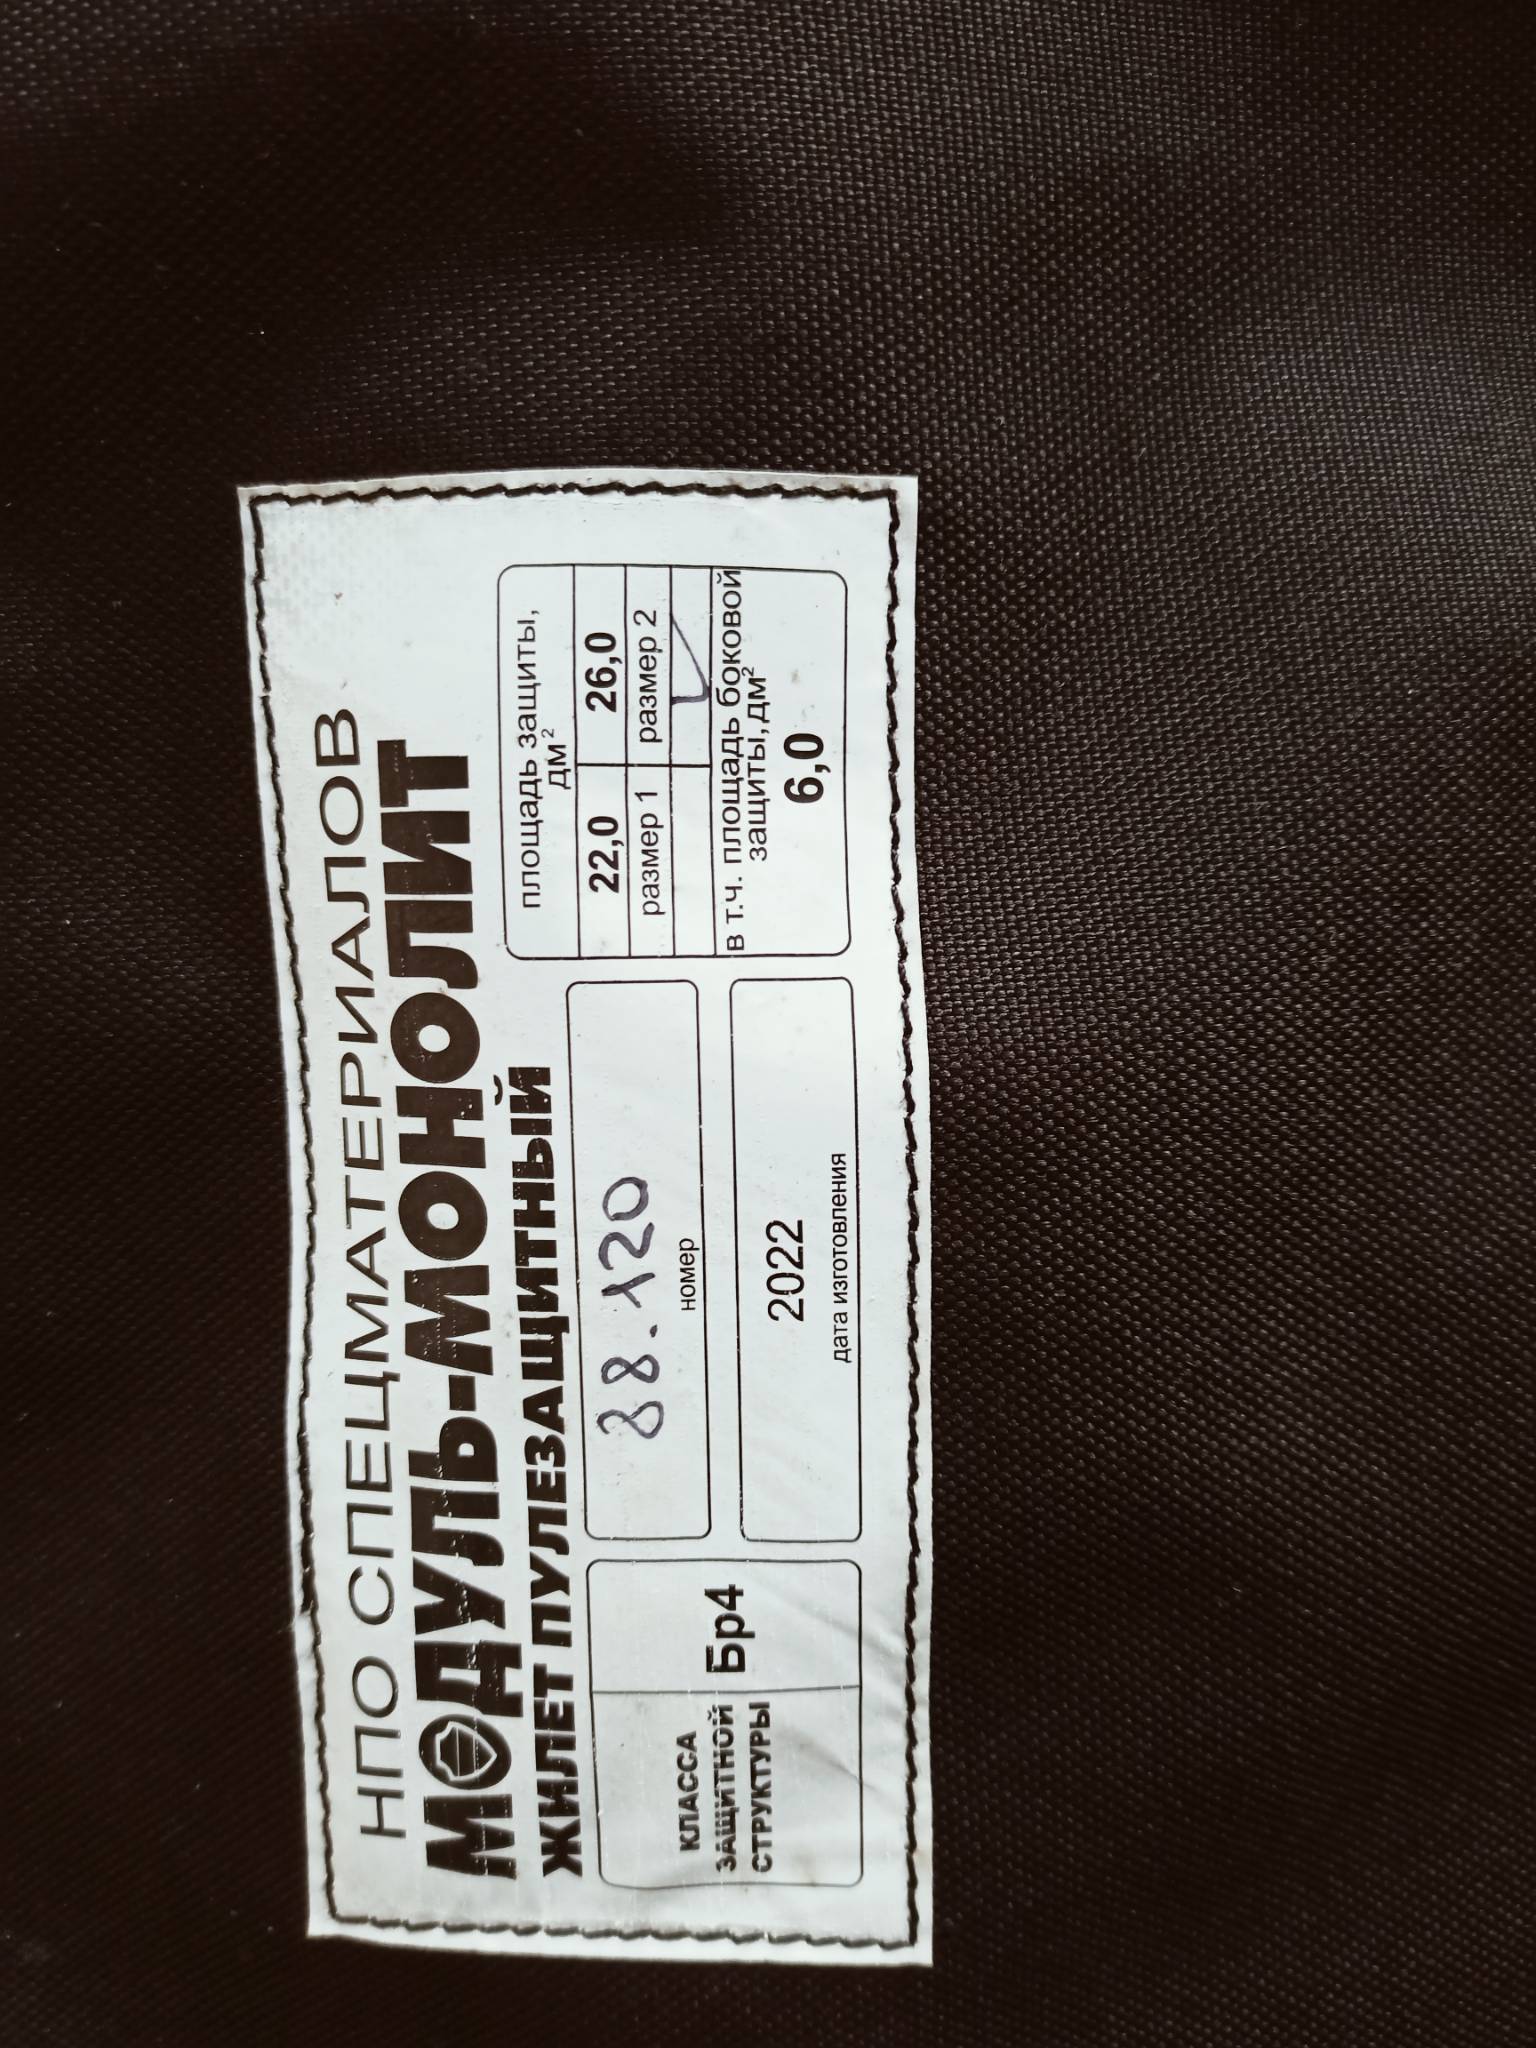 НПО СПЕЦМАТЕРИАЛОВ
МОДУЛЬ-МОНОЛИТ
ЖИЛЕТ ПУЛЕЗАЩИТНЫЙ
КЛАССА
ЗАЩИТНОЙ
СТРУКТУРЫ
Бр4
88.120
номер
2022
дата изготовления
площадь защиты,
дм²
22,0 26,0
размер 1 размер 2
в т.ч. площадь боковой
защиты, дм²
6,0